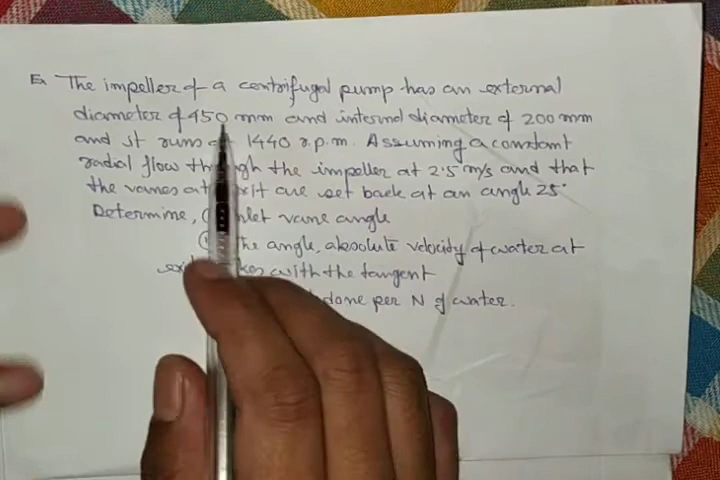 Ex The impeller of a centrifugal pump has an external
diameter of 450 mm and internal diameter of 200 mm
and it runs 1440 r.p.m. Assuming a constant
radial flow the impeller at 2.5 m/s and that
the vanes at are set back at an angle 25°
Determine, vane angle
angle, absolute velocity of water at
with the tangent
done per N of water.